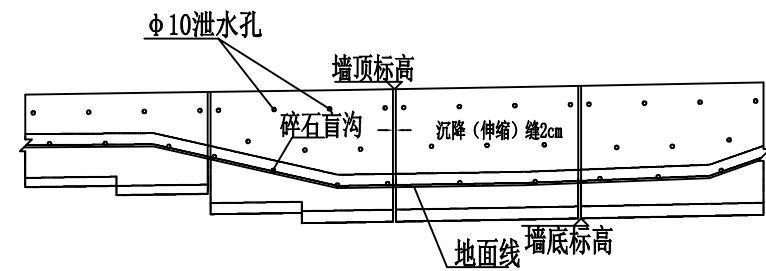 φ10泄水孔
墙顶标高
碎石盲沟
沉降（伸缩）缝2cm
墙底标高
地面线